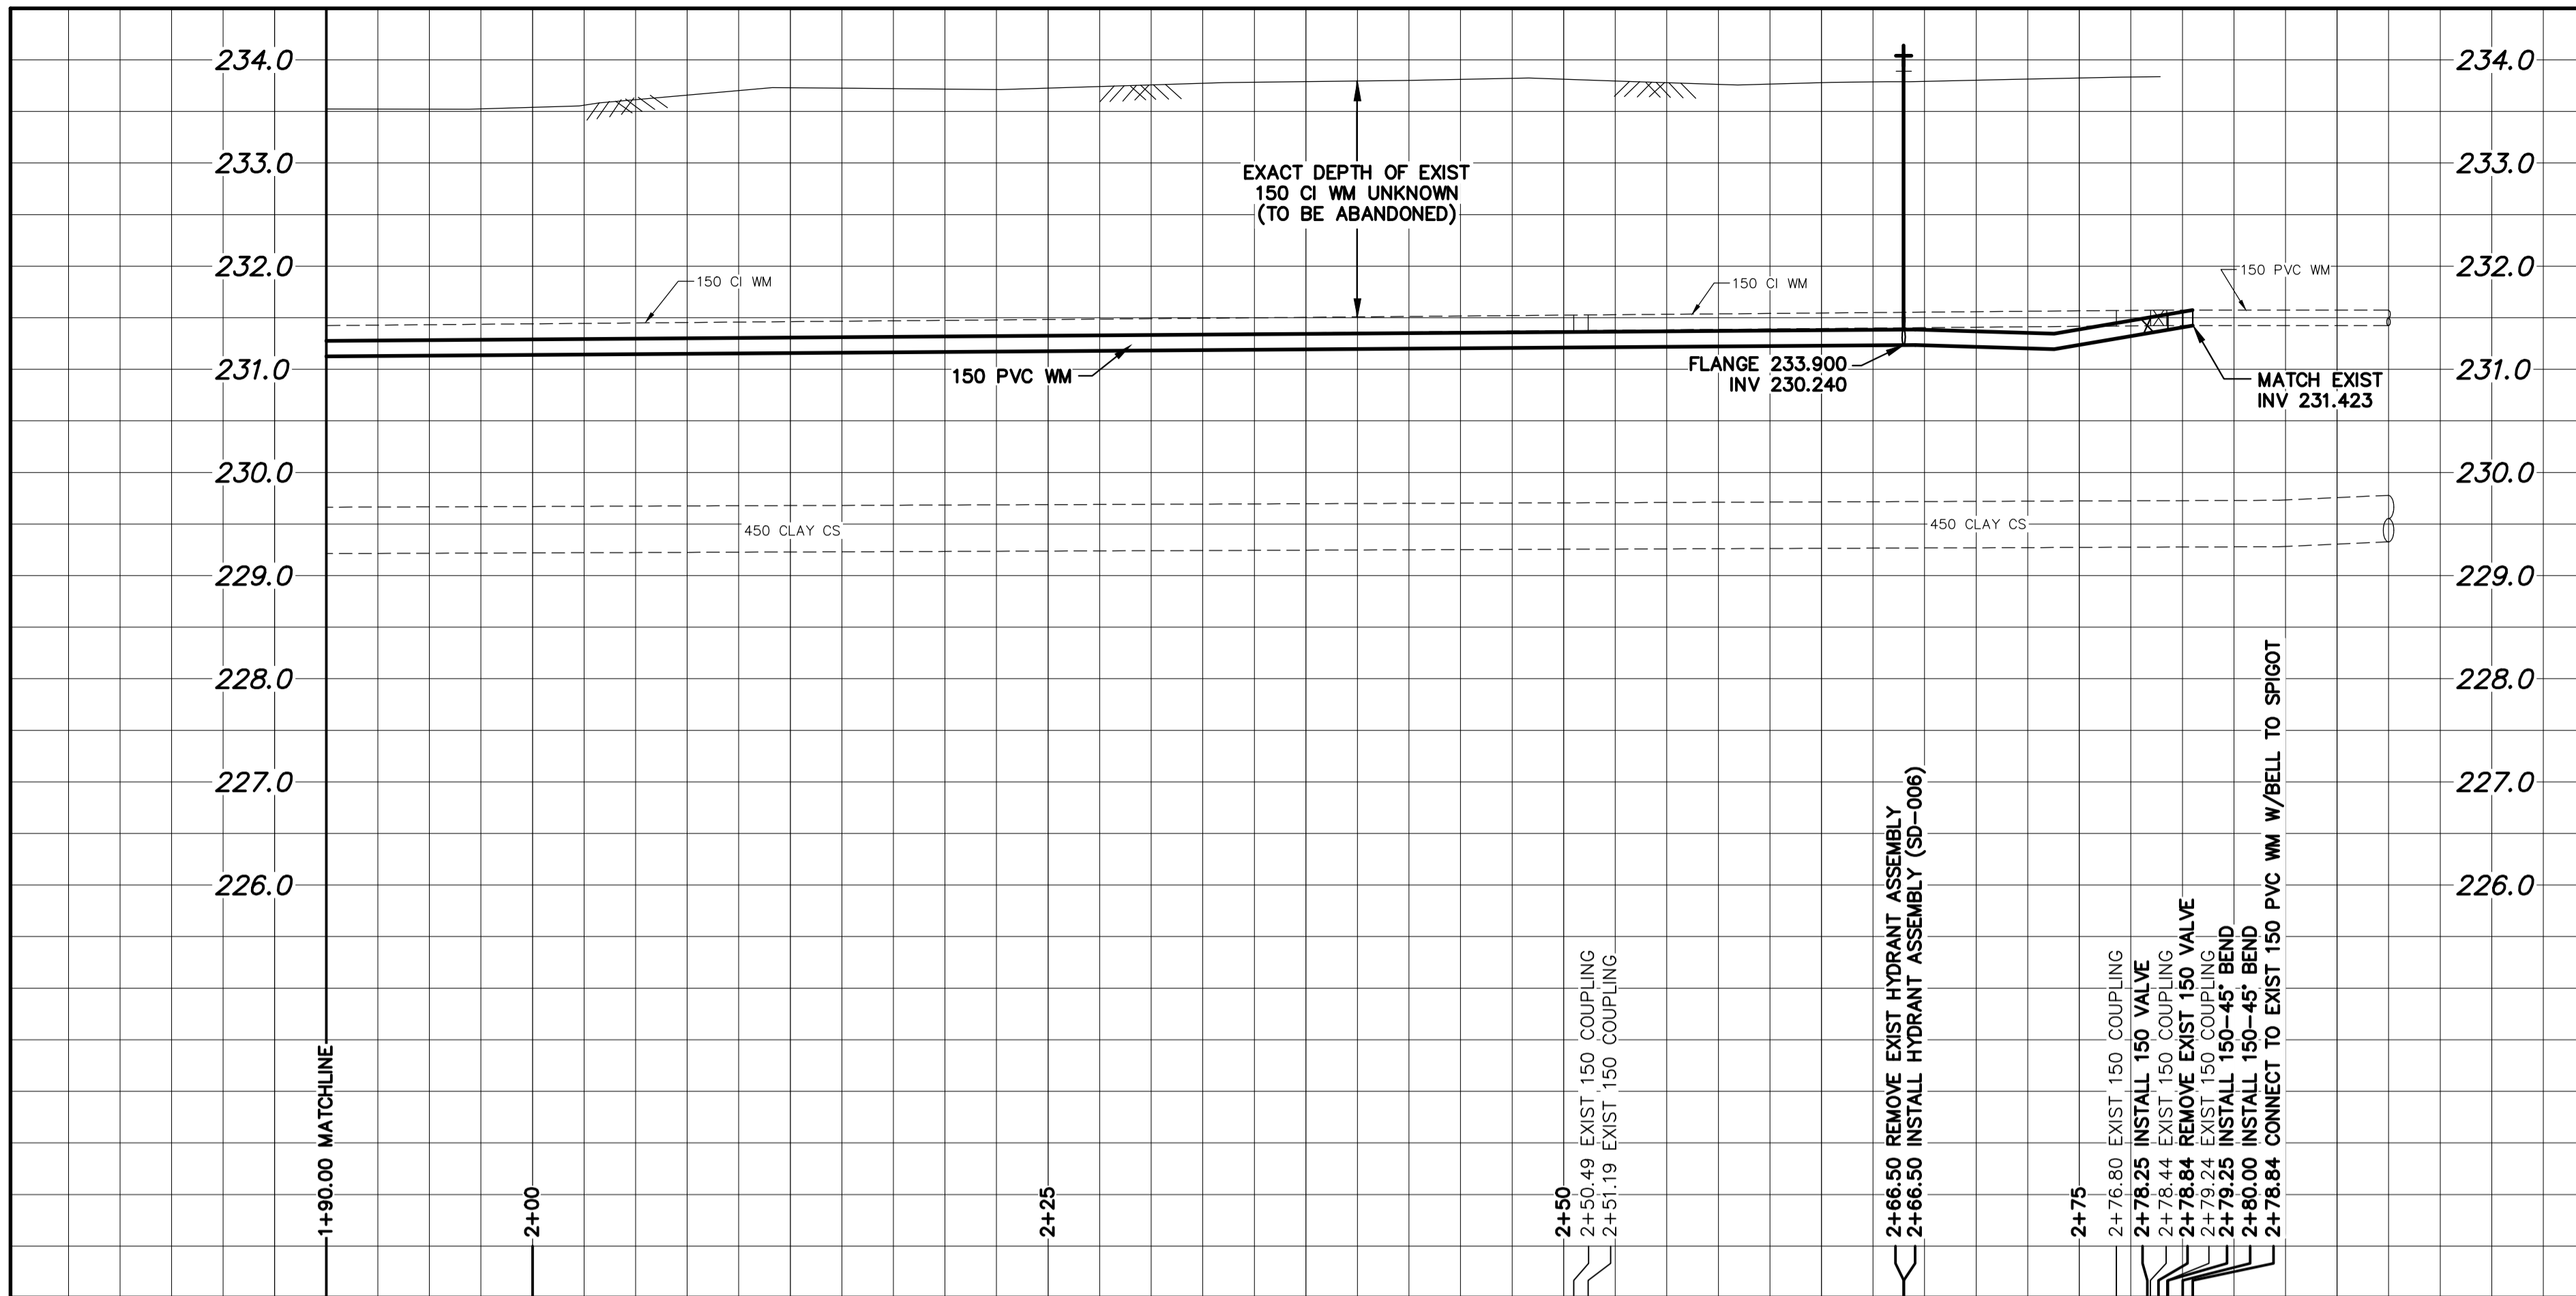 234.0
234.0
233.0
233.0
EXACT DEPTH OF EXIST
150 CI WM UNKNOWN
(TO BE ABANDONED)
232.0
232.0
150 CI WM
150 CI WM
150 PVC WM
231.0
231.0
150 PVC WM
FLANGE 233.900
INV 230.240
MATCH EXIST
INV 231.423
230.0
230.0
450 CLAY CS
450 CLAY CS
229.0
229.0
228.0
228.0
227.0
227.0
226.0
226.0
1+90.00 MATCHLINE
2+00
2+25
2+50
2+50.49 EXIST 150 COUPLING
2+51.19 EXIST 150 COUPLING
2+66.50 REMOVE EXIST HYDRANT ASSEMBLY
2+66.50 INSTALL HYDRANT ASSEMBLY (SD-006)
2+75
2+76.80 EXIST 150 COUPLING
2+78.25 INSTALL 150 VALVE
2+78.44 EXIST 150 COUPLING
2+78.84 REMOVE EXIST 150 VALVE
2+79.24 EXIST 150 COUPLING
2+79.25 INSTALL 150-45° BEND
2+80.00 INSTALL 150-45° BEND
2+78.84 CONNECT TO EXIST 150 PVC WM W/BELL TO SPIGOT